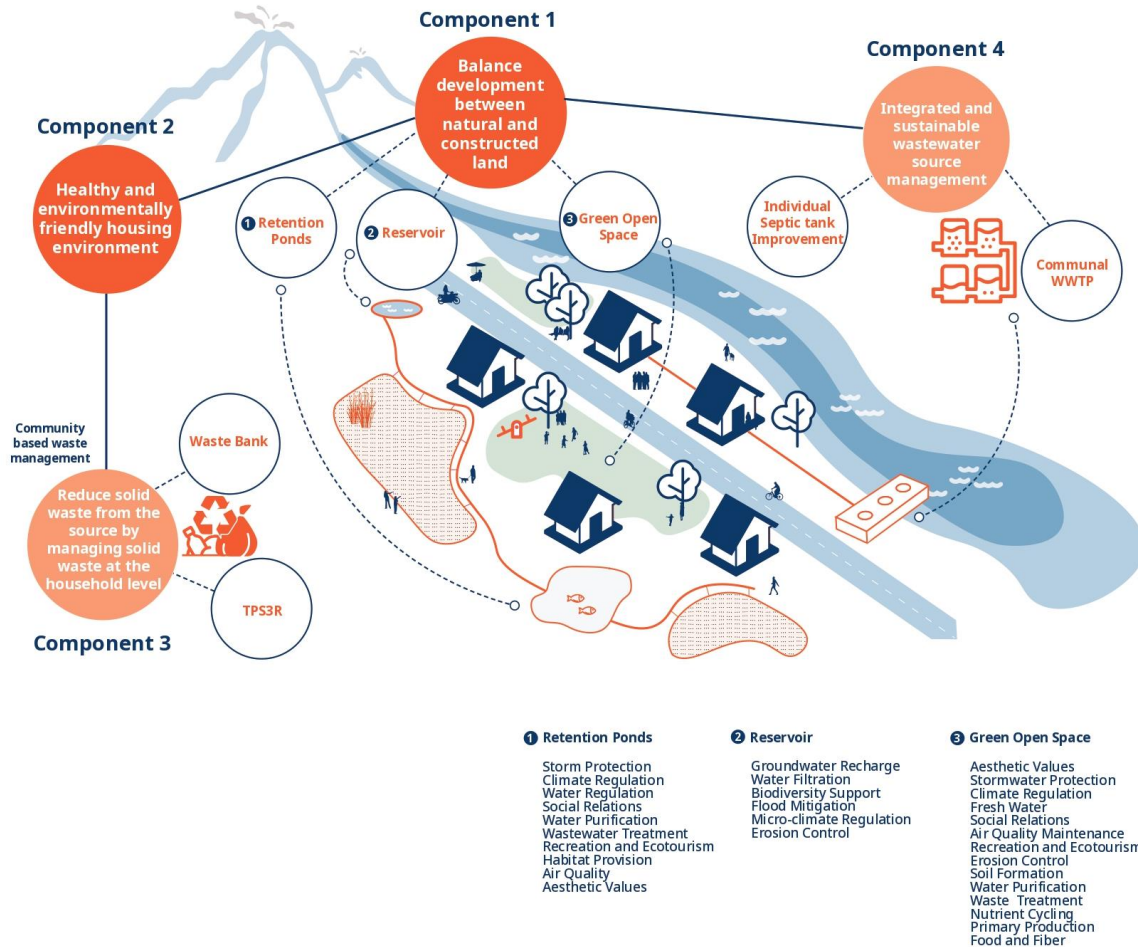 Component 1
Balance
development
between
natural and
constructed
land
Component 4
Integrated and
sustainable
wastewater
source
management
Component 2
Healthy and
environmentally
friendly housing
environment
1 Retention
Ponds
2 Reservoir
3 Green Open
Space
Individual
Septic tank
Improvement
Communal
WWTP
Community
based waste
management
Waste Bank
Reduce solid
waste from the
source by
managing solid
waste at the
household level
TPS3R
Component 3
1 Retention Ponds
Storm Protection
Climate Regulation
Water Regulation
Social Relations
Water Purification
Wastewater Treatment
Recreation and Ecotourism
Habitat Provision
Air Quality
Aesthetic Values
2 Reservoir
Groundwater Recharge
Water Filtration
Biodiversity Support
Flood Mitigation
Micro-climate Regulation
Erosion Control
3 Green Open Space
Aesthetic Values
Stormwater Protection
Climate Regulation
Fresh Water
Social Relations
Air Quality Maintenance
Recreation and Ecotourism
Erosion Control
Soil Formation
Water Purification
Waste Treatment
Nutrient Cycling
Primary Production
Food and Fiber